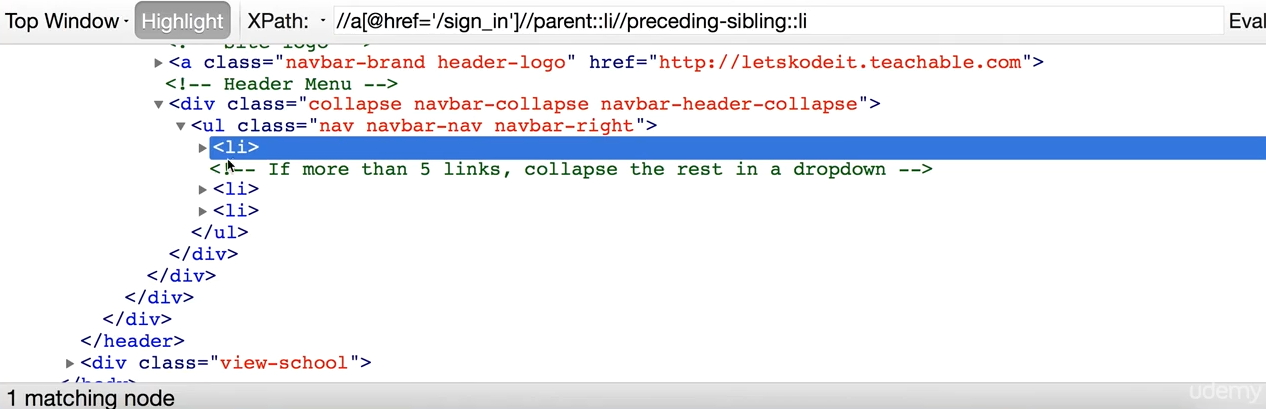 Top Window Highlight XPath: //a[@href='/sign_in']//parent::li//preceding-sibling::li Eval
<!-- Site logo -->
<a class="navbar-brand header-logo" href="http://letskodeit.teachable.com">
<!-- Header Menu -->
<div class="collapse navbar-collapse navbar-header-collapse">
<ul class="nav navbar-nav navbar-right">
<li>
<!-- If more than 5 links, collapse the rest in a dropdown -->
<li>
<li>
</ul>
</div>
</div>
</div>
</div>
</header>
<div class="view-school">
</body>
1 matching node
udemy